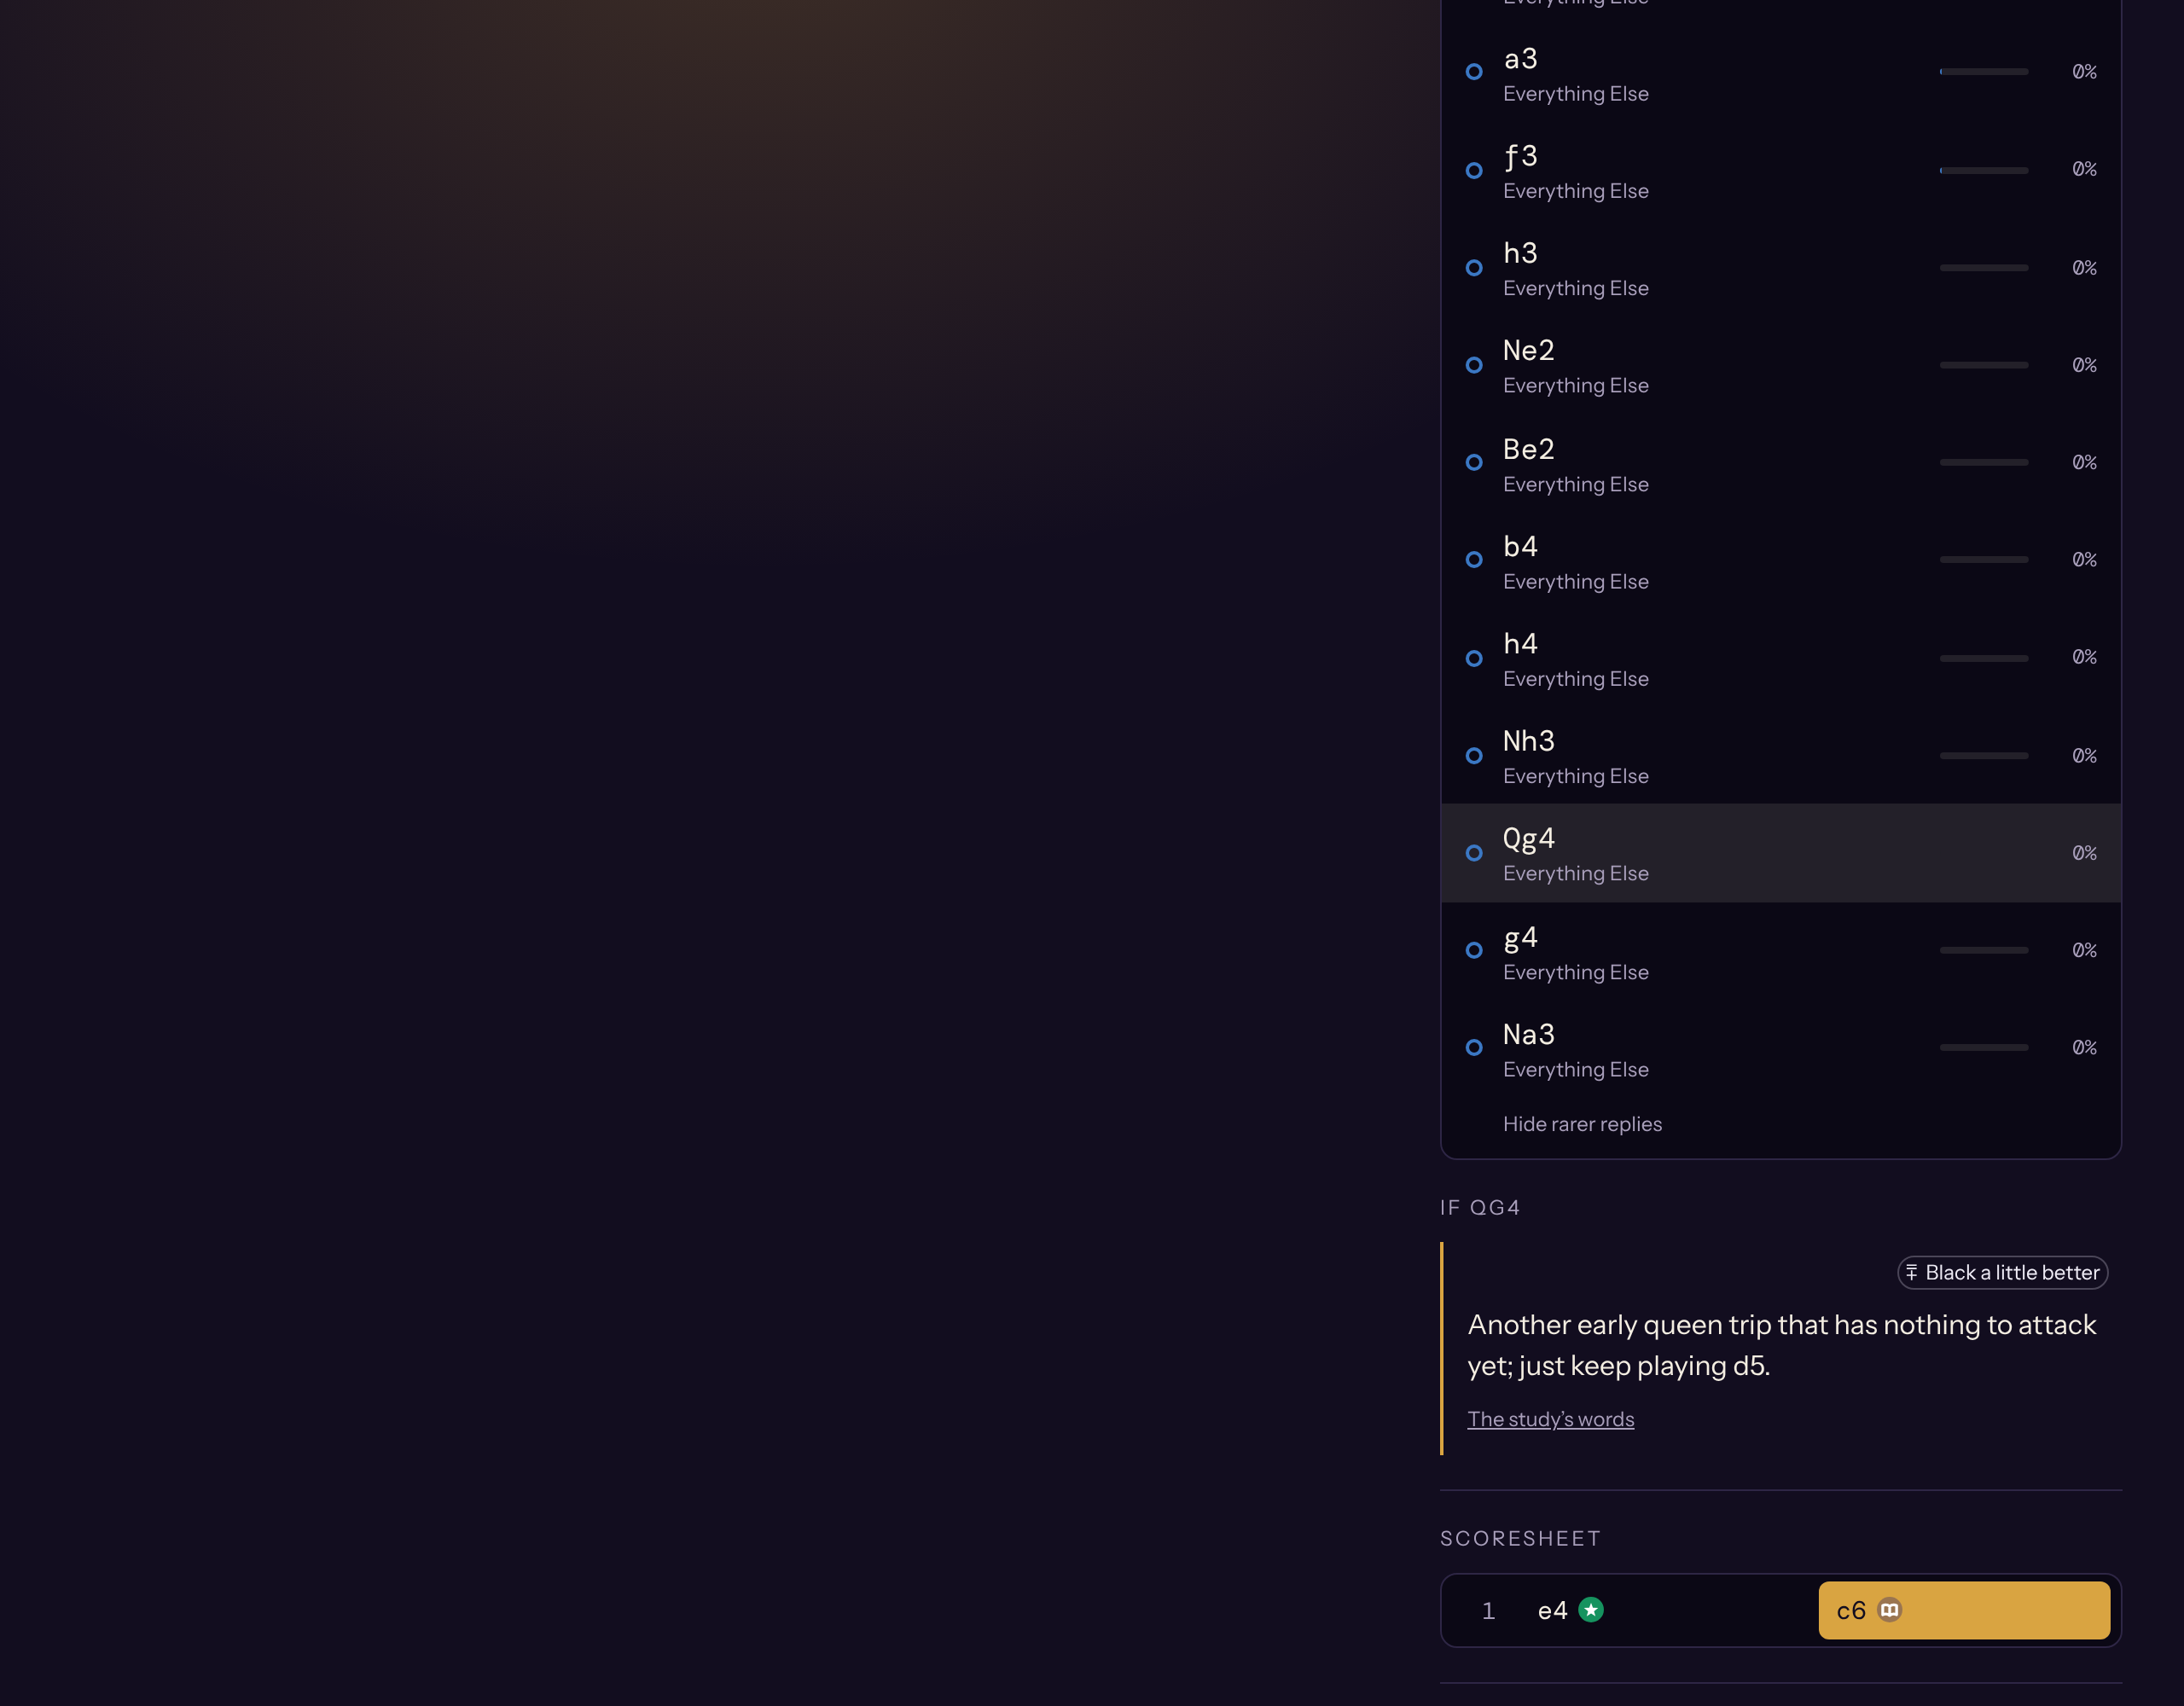 Everything Else
a3
0%
Everything Else
ƒ3
0%
Everything Else
h3
0%
Everything Else
Ne2
0%
Everything Else
Be2
0%
Everything Else
b4
0%
Everything Else
h4
0%
Everything Else
Nh3
0%
Everything Else
Qg4
0%
Everything Else
g4
0%
Everything Else
Na3
0%
Everything Else
Hide rarer replies
IF QG4
⩱ Black a little better
Another early queen trip that has nothing to attack
yet; just keep playing d5.
The study’s words
SCORESHEET
1 e4 c6